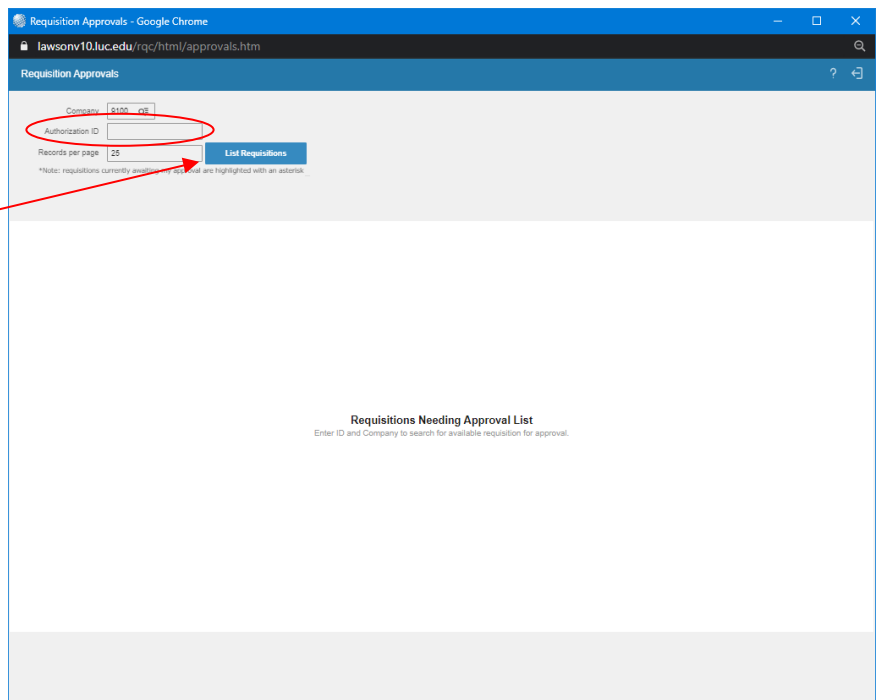 Requisition Approvals - Google Chrome
lawsonv10.luc.edu/rqc/html/approvals.htm
Requisition Approvals
?
Company 9100
Authorization ID
Records per page 25 List Requisitions
*Note: requisitions currently awaiting my approval are highlighted with an asterisk
Requisitions Needing Approval List
Enter ID and Company to search for available requisition for approval.